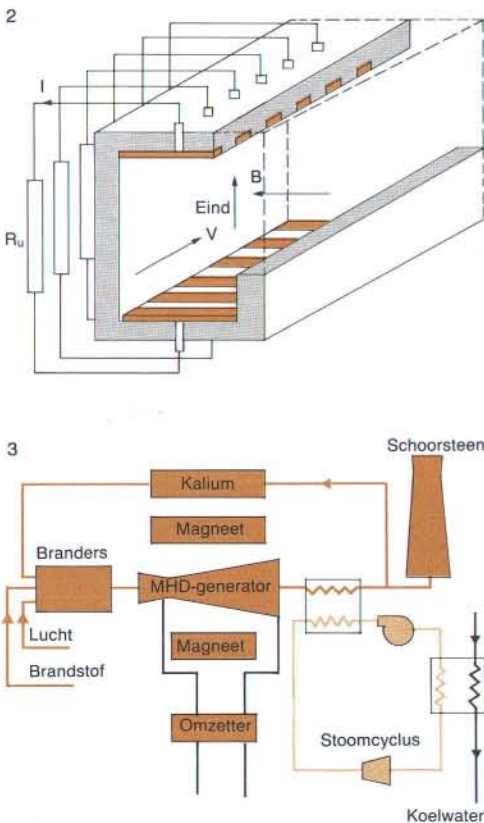 2
I
B
Eind
V
Ru
3
Schoorsteen
Kalium
Magneet
Branders
MHD-generator
Lucht
Magneet
Brandstof
Omzetter
Stoomcyclus
Koelwater